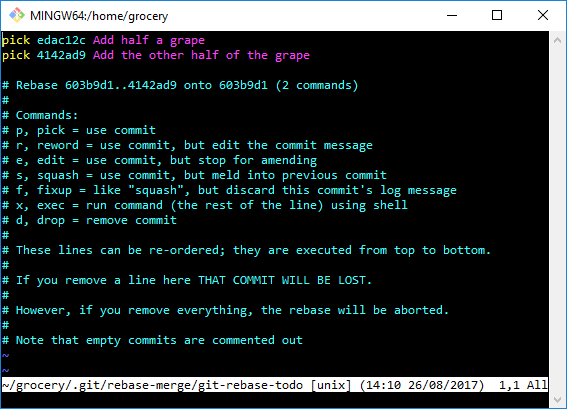 MINGW64:/home/grocery
pick edac12c Add half a grape
pick 4142ad9 Add the other half of the grape
# Rebase 603b9d1..4142ad9 onto 603b9d1 (2 commands)
#
# Commands:
# p, pick = use commit
# r, reword = use commit, but edit the commit message
# e, edit = use commit, but stop for amending
# s, squash = use commit, but meld into previous commit
# f, fixup = like "squash", but discard this commit's log message
# x, exec = run command (the rest of the line) using shell
# d, drop = remove commit
#
# These lines can be re-ordered; they are executed from top to bottom.
#
# If you remove a line here THAT COMMIT WILL BE LOST.
#
# However, if you remove everything, the rebase will be aborted.
#
# Note that empty commits are commented out
~
~
~/grocery/.git/rebase-merge/git-rebase-todo [unix] (14:10 26/08/2017) 1,1 All